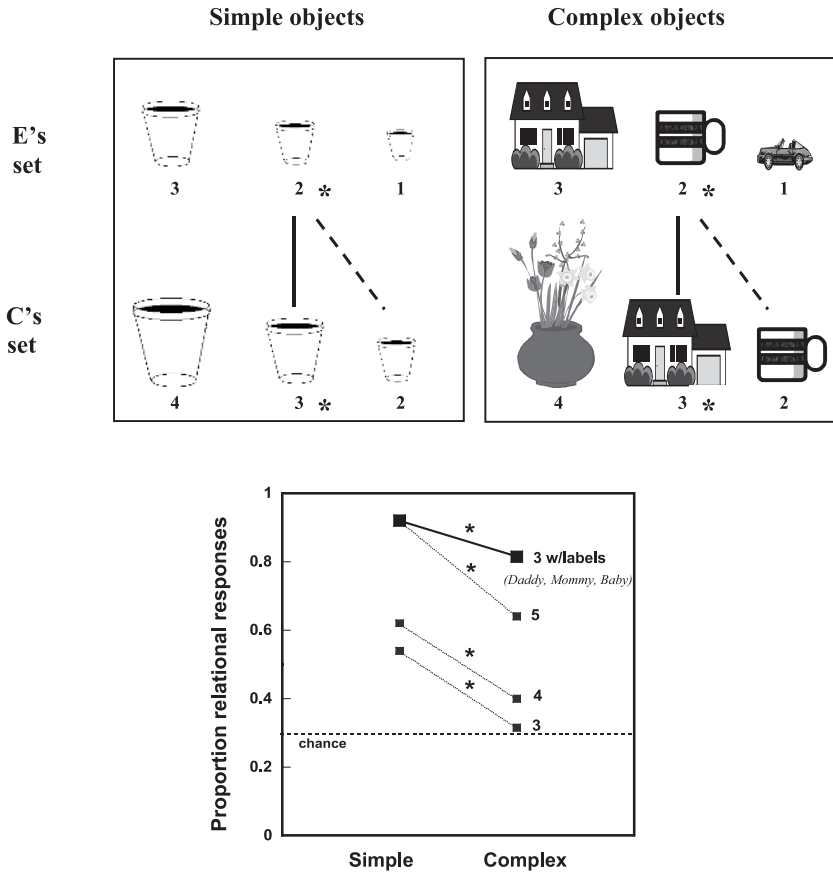 Simple objects
Complex objects
E's set
3
2 *
1
3
2 *
1
C's set
4
3 *
2
4
3 *
2
Proportion relational responses
1
0.8
0.6
0.4
0.2
0
*
*
*
*
3 w/labels
(Daddy, Mommy, Baby)
5
4
3
chance
Simple
Complex